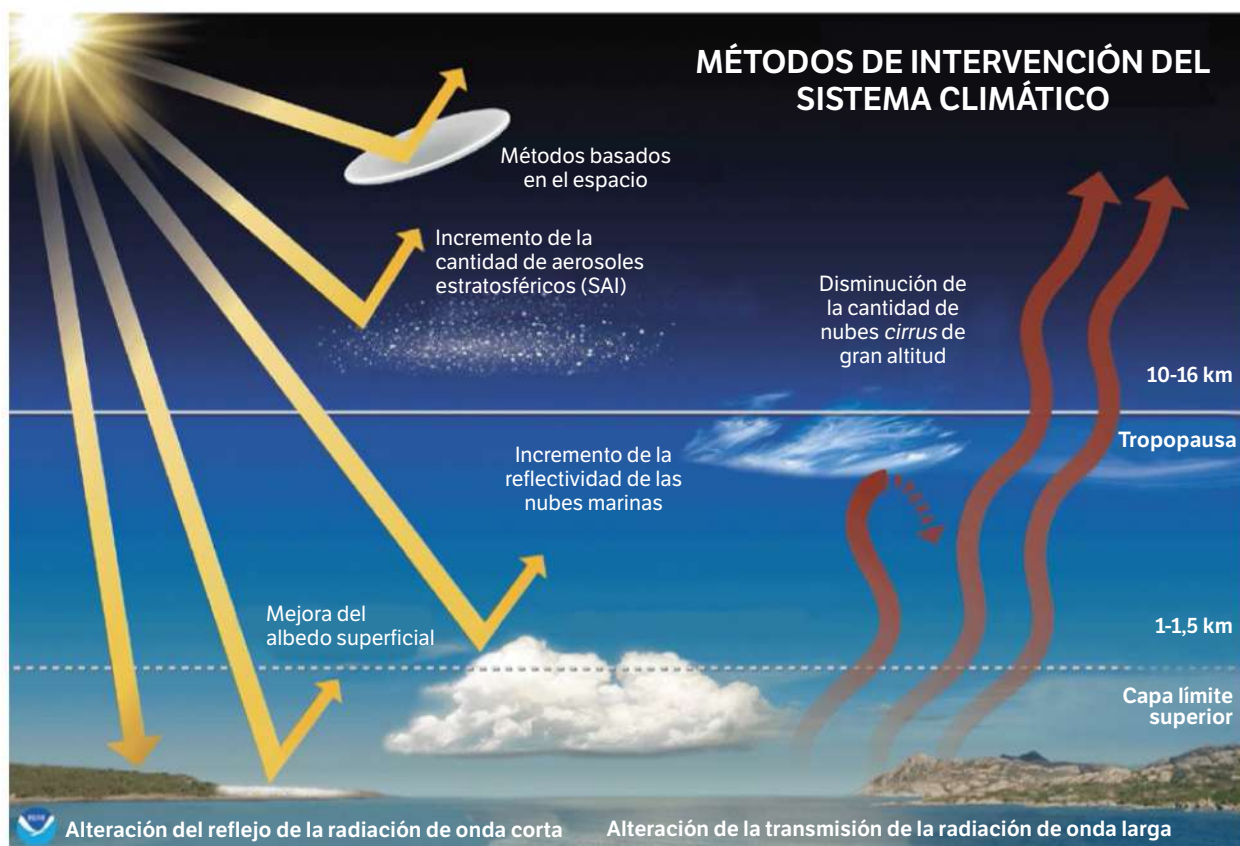 MÉTODOS DE INTERVENCIÓN DEL
SISTEMA CLIMÁTICO
Métodos basados
en el espacio
Incremento de la
cantidad de aerosoles
estratosféricos (SAI)
Disminución de
la cantidad de
nubes cirrus de
gran altitud
10-16 km
Tropopausa
Incremento de la
reflectividad de las
nubes marinas
Mejora del
albedo superficial
1-1,5 km
Capa límite
superior
Alteración del reflejo de la radiación de onda corta
Alteración de la transmisión de la radiación de onda larga